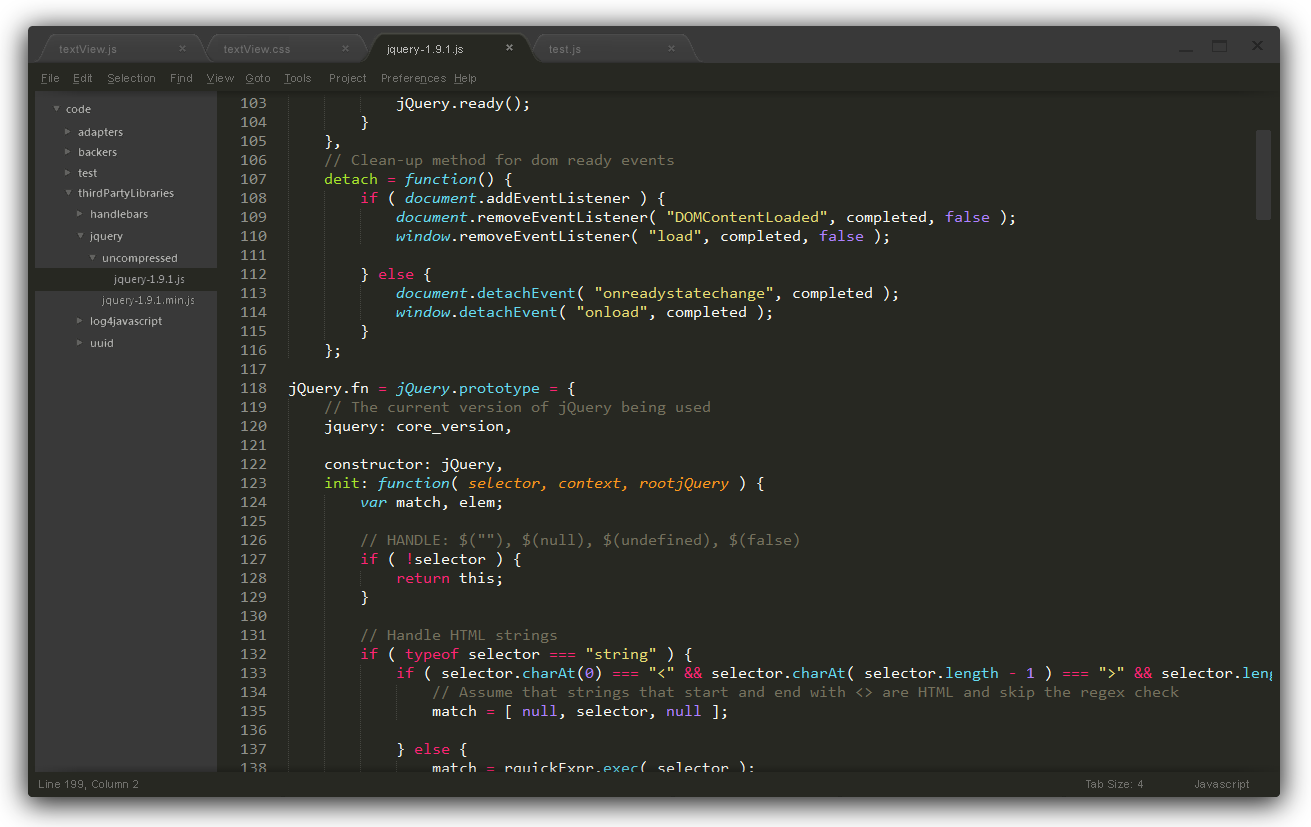 textView.js × textView.css × jquery-1.9.1.js × test.js ×
File Edit Selection Find View Goto Tools Project Preferences Help
code
adapters
backers
test
thirdPartyLibraries
handlebars
jquery
uncompressed
jquery-1.9.1.js
jquery-1.9.1.min.js
log4javascript
uuid
103 jQuery.ready();
104 }
105 },
106 // Clean-up method for dom ready events
107 detach = function() {
108 if ( document.addEventListener ) {
109 document.removeEventListener( "DOMContentLoaded", completed, false );
110 window.removeEventListener( "load", completed, false );
111
112 } else {
113 document.detachEvent( "onreadystatechange", completed );
114 window.detachEvent( "onload", completed );
115 }
116 };
117
118 jQuery.fn = jQuery.prototype = {
119 // The current version of jQuery being used
120 jquery: core_version,
121
122 constructor: jQuery,
123 init: function( selector, context, rootjQuery ) {
124 var match, elem;
125
126 // HANDLE: $(""), $(null), $(undefined), $(false)
127 if ( !selector ) {
128 return this;
129 }
130
131 // Handle HTML strings
132 if ( typeof selector === "string" ) {
133 if ( selector.charAt(0) === "<" && selector.charAt( selector.length - 1 ) === ">" && selector.leng
134 // Assume that strings that start and end with <> are HTML and skip the regex check
135 match = [ null, selector, null ];
136
137 } else {
138 match = rquickExpr.exec( selector );
Line 199, Column 2 Tab Size: 4 Javascript